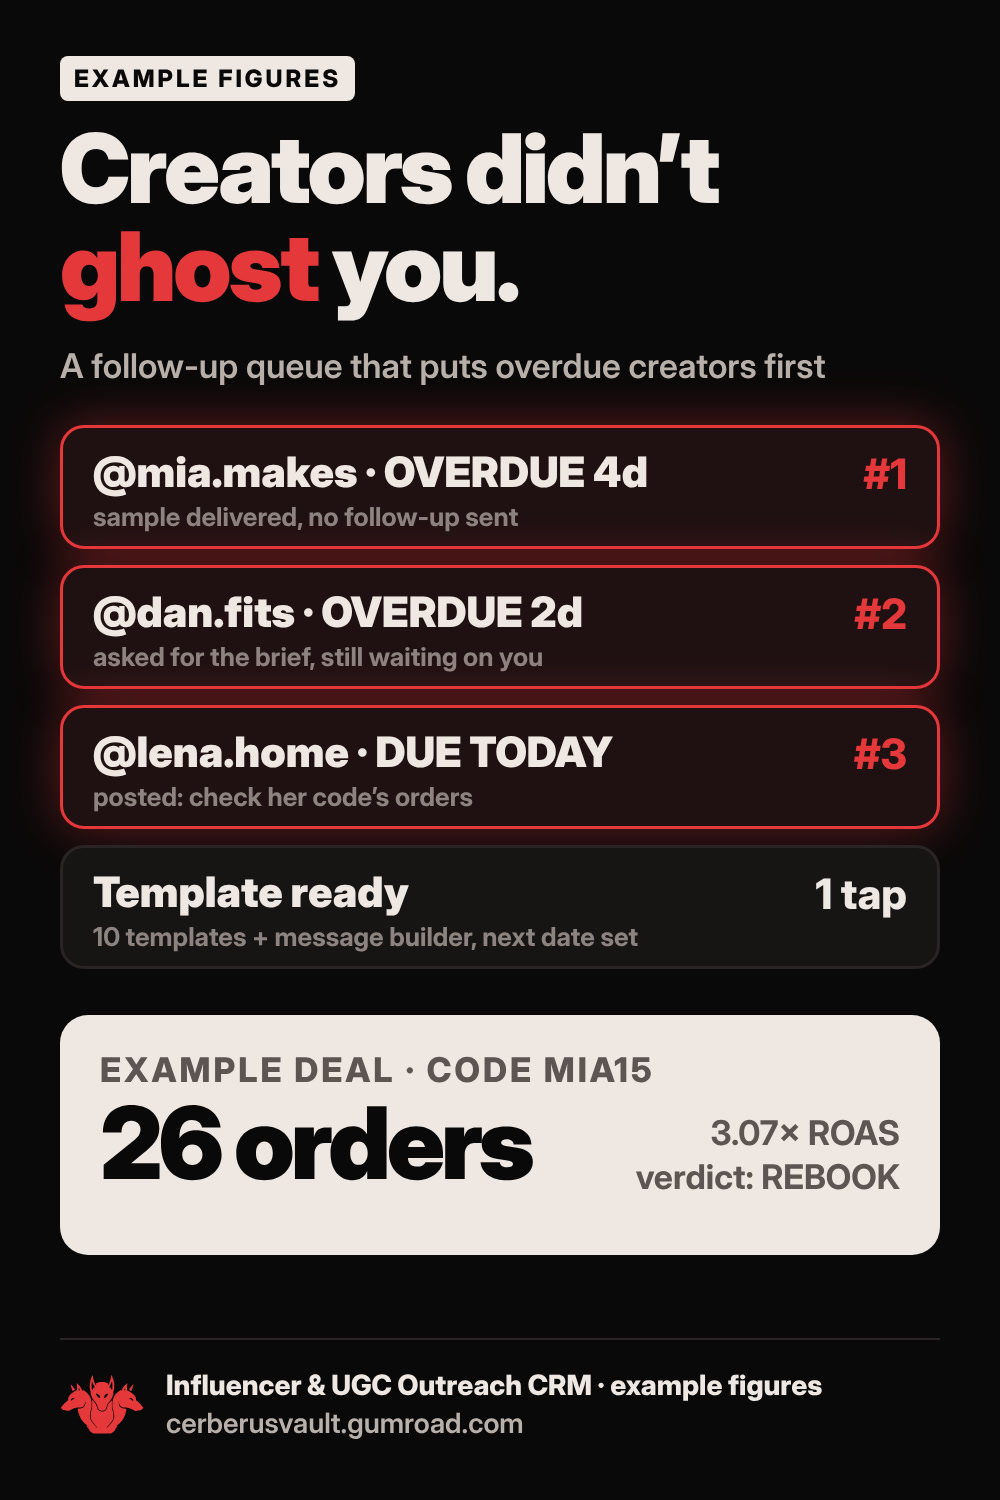 EXAMPLE FIGURES
Creators didn’t
ghost you.
A follow-up queue that puts overdue creators first
@mia.makes · OVERDUE 4d
#1
sample delivered, no follow-up sent
@dan.fits · OVERDUE 2d
#2
asked for the brief, still waiting on you
@lena.home · DUE TODAY
#3
posted: check her code’s orders
Template ready
1 tap
10 templates + message builder, next date set
EXAMPLE DEAL · CODE MIA15
26 orders
3.07× ROAS
verdict: REBOOK
Influencer & UGC Outreach CRM · example figures
cerberusvault.gumroad.com